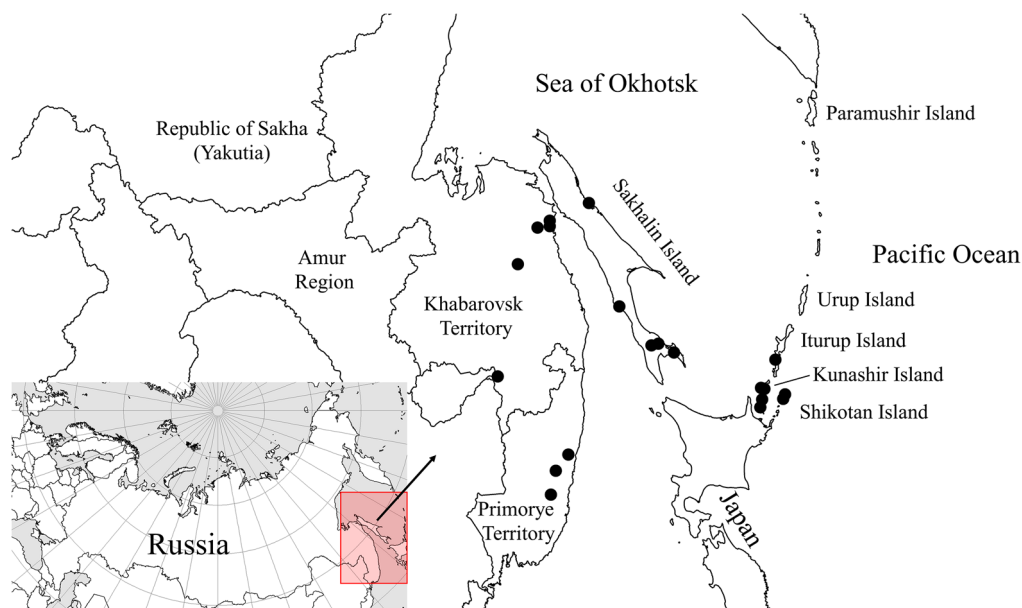 Sea of Okhotsk
Paramushir Island
Republic of Sakha
(Yakutia)
Sakhalin Island
Pacific Ocean
Amur
Region
Khabarovsk
Territory
Urup Island
Iturup Island
Kunashir Island
Shikotan Island
Primorye
Territory
Japan
Russia